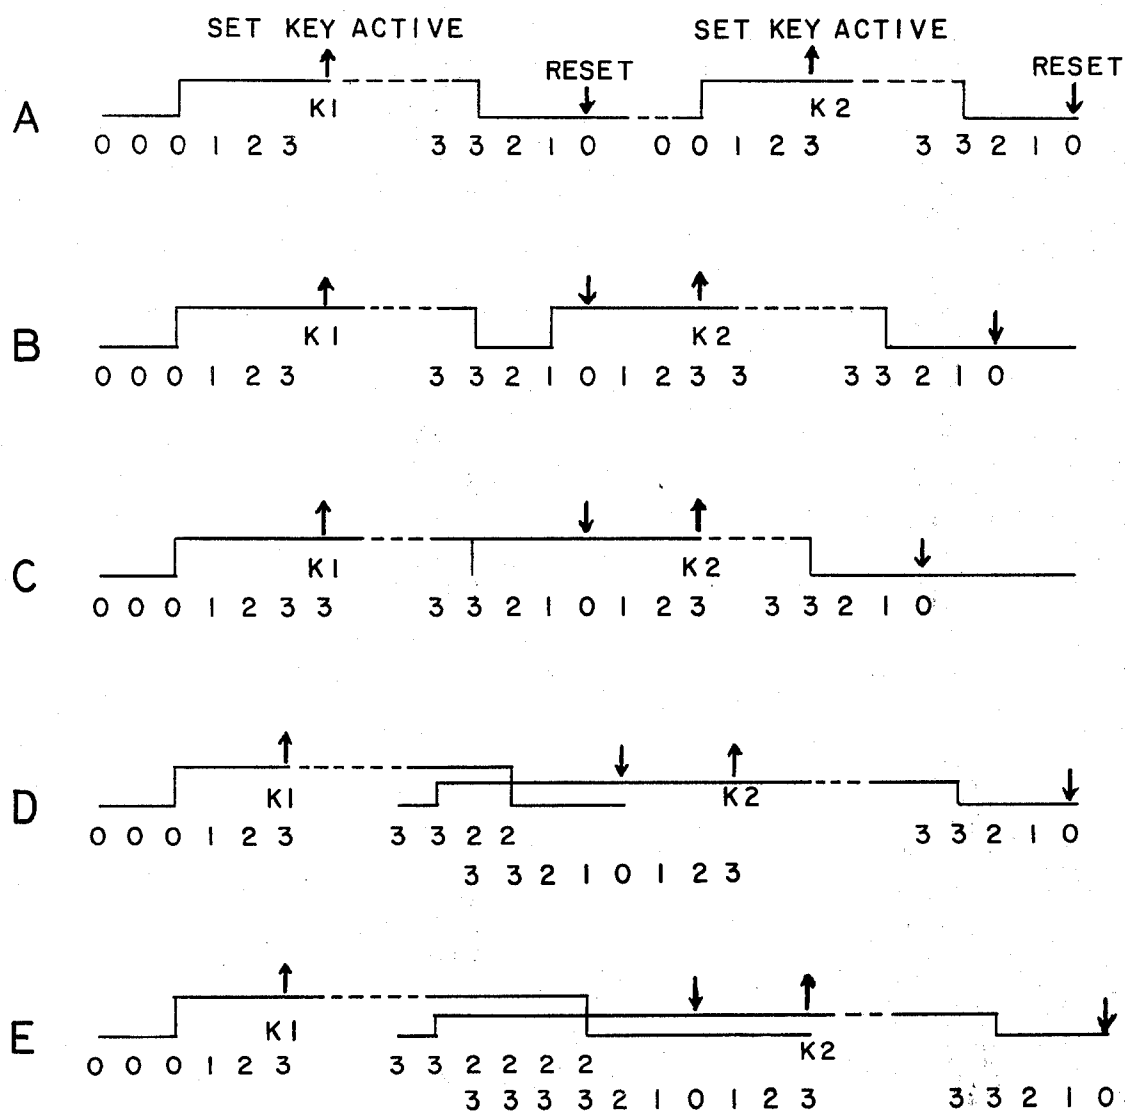 SET KEY ACTIVE SET KEY ACTIVE
RESET RESET
A K1 K2
0 0 0 1 2 3 3 3 2 1 0 0 0 1 2 3 3 3 2 1 0
B K1 K2
0 0 0 1 2 3 3 3 2 1 0 1 2 3 3 3 3 2 1 0
C K1 K2
0 0 0 1 2 3 3 3 3 2 1 0 1 2 3 3 3 2 1 0
D K1 K2
0 0 0 1 2 3 3 3 2 2 3 3 2 1 0
3 3 2 1 0 1 2 3
E K1 K2
0 0 0 1 2 3 3 3 2 2 2 2
3 3 3 3 2 1 0 1 2 3 3 3 2 1 0